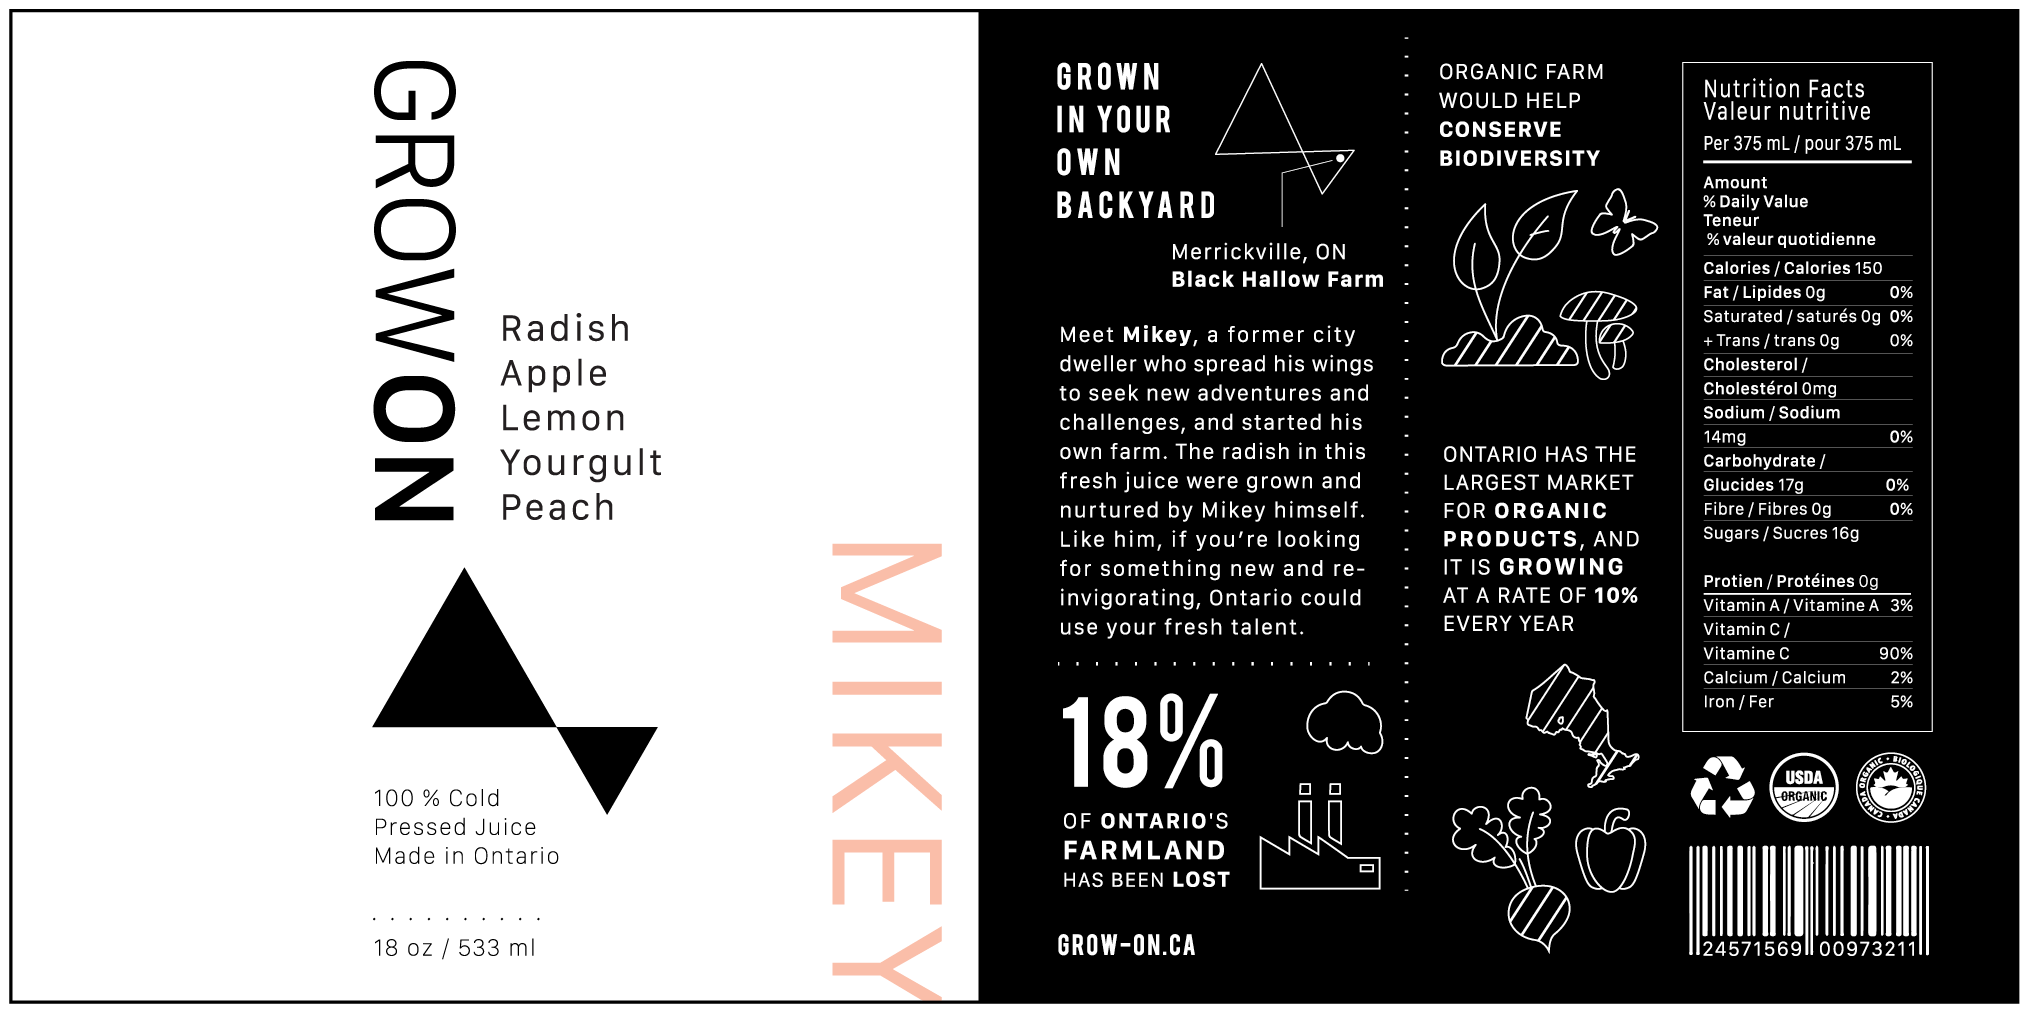 GROWON
Radish
Apple
Lemon
Yourgult
Peach
100 % Cold
Pressed Juice
Made in Ontario
18 oz / 533 ml
MIKEY
GROWN
IN YOUR
OWN
BACKYARD
Merrickville, ON
Black Hallow Farm
Meet Mikey, a former city
dweller who spread his wings
to seek new adventures and
challenges, and started his
own farm. The radish in this
fresh juice were grown and
nurtured by Mikey himself.
Like him, if you’re looking
for something new and re-
invigorating, Ontario could
use your fresh talent.
18%
OF ONTARIO'S
FARMLAND
HAS BEEN LOST
GROW-ON.CA
ORGANIC FARM
WOULD HELP
CONSERVE
BIODIVERSITY
ONTARIO HAS THE
LARGEST MARKET
FOR ORGANIC
PRODUCTS, AND
IT IS GROWING
AT A RATE OF 10%
EVERY YEAR
Nutrition Facts
Valeur nutritive
Per 375 mL / pour 375 mL
Amount
% Daily Value
Teneur
% valeur quotidienne
Calories / Calories 150
Fat / Lipides 0g 0%
Saturated / saturés 0g 0%
+ Trans / trans 0g 0%
Cholesterol /
Cholestérol 0mg
Sodium / Sodium
14mg 0%
Carbohydrate /
Glucides 17g 0%
Fibre / Fibres 0g 0%
Sugars / Sucres 16g
Protien / Protéines 0g
Vitamin A / Vitamine A 3%
Vitamin C /
Vitamine C 90%
Calcium / Calcium 2%
Iron / Fer 5%
USDA
ORGANIC
CANADA ORGANIC • BIOLOGIQUE CANADA •
24571569 00973211